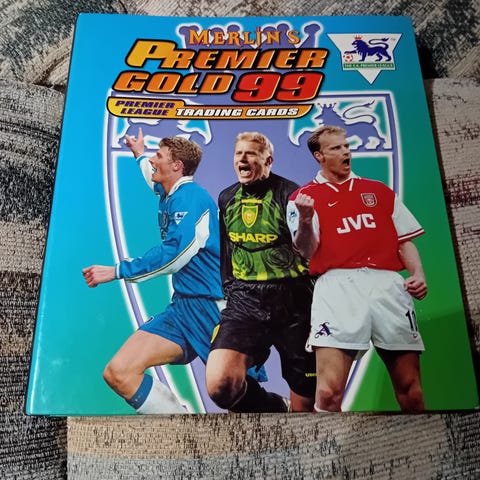 MERLIN'S
PREMIER
GOLD 99
PREMIER
LEAGUE
TRADING CARDS
THE F.A. PREMIER LEAGUE
SHARP
JVC